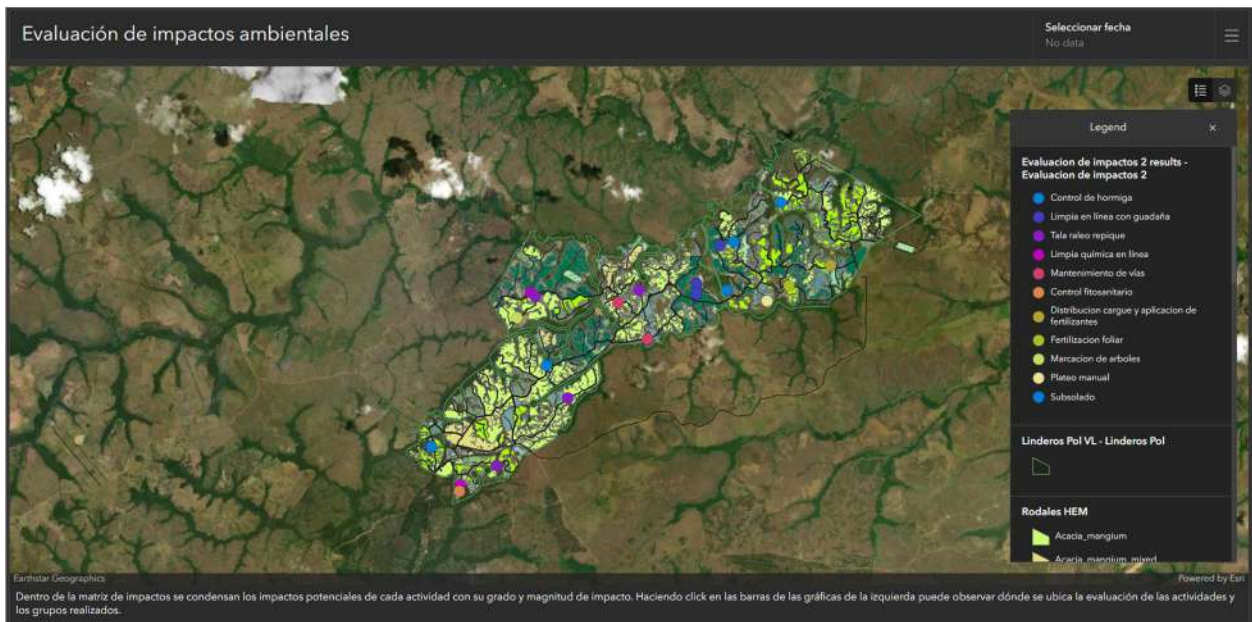 Evaluación de impactos ambientales
Seleccionar fecha
No data
Legend
Evaluacion de impactos 2 results -
Evaluacion de impactos 2
Control de hormiga
Limpia en línea con guadaña
Tala raleo repique
Limpia química en línea
Mantenimiento de vías
Control fitosanitario
Distribucion cargue y aplicacion de
fertilizantes
Fertilizacion foliar
Marcacion de arboles
Plateo manual
Subsolado
Linderos Pol VL - Linderos Pol
Rodales HEM
Acacia_mangium
Acacia_mangium_mixed
Earthstar Geographics
Powered by Esri
Dentro de la matriz de impactos se condensan los impactos potenciales de cada actividad con su grado y magnitud de impacto. Haciendo click en las barras de las gráficas de la izquierda puede observar dónde se ubica la evaluación de las actividades y
los grupos realizados.